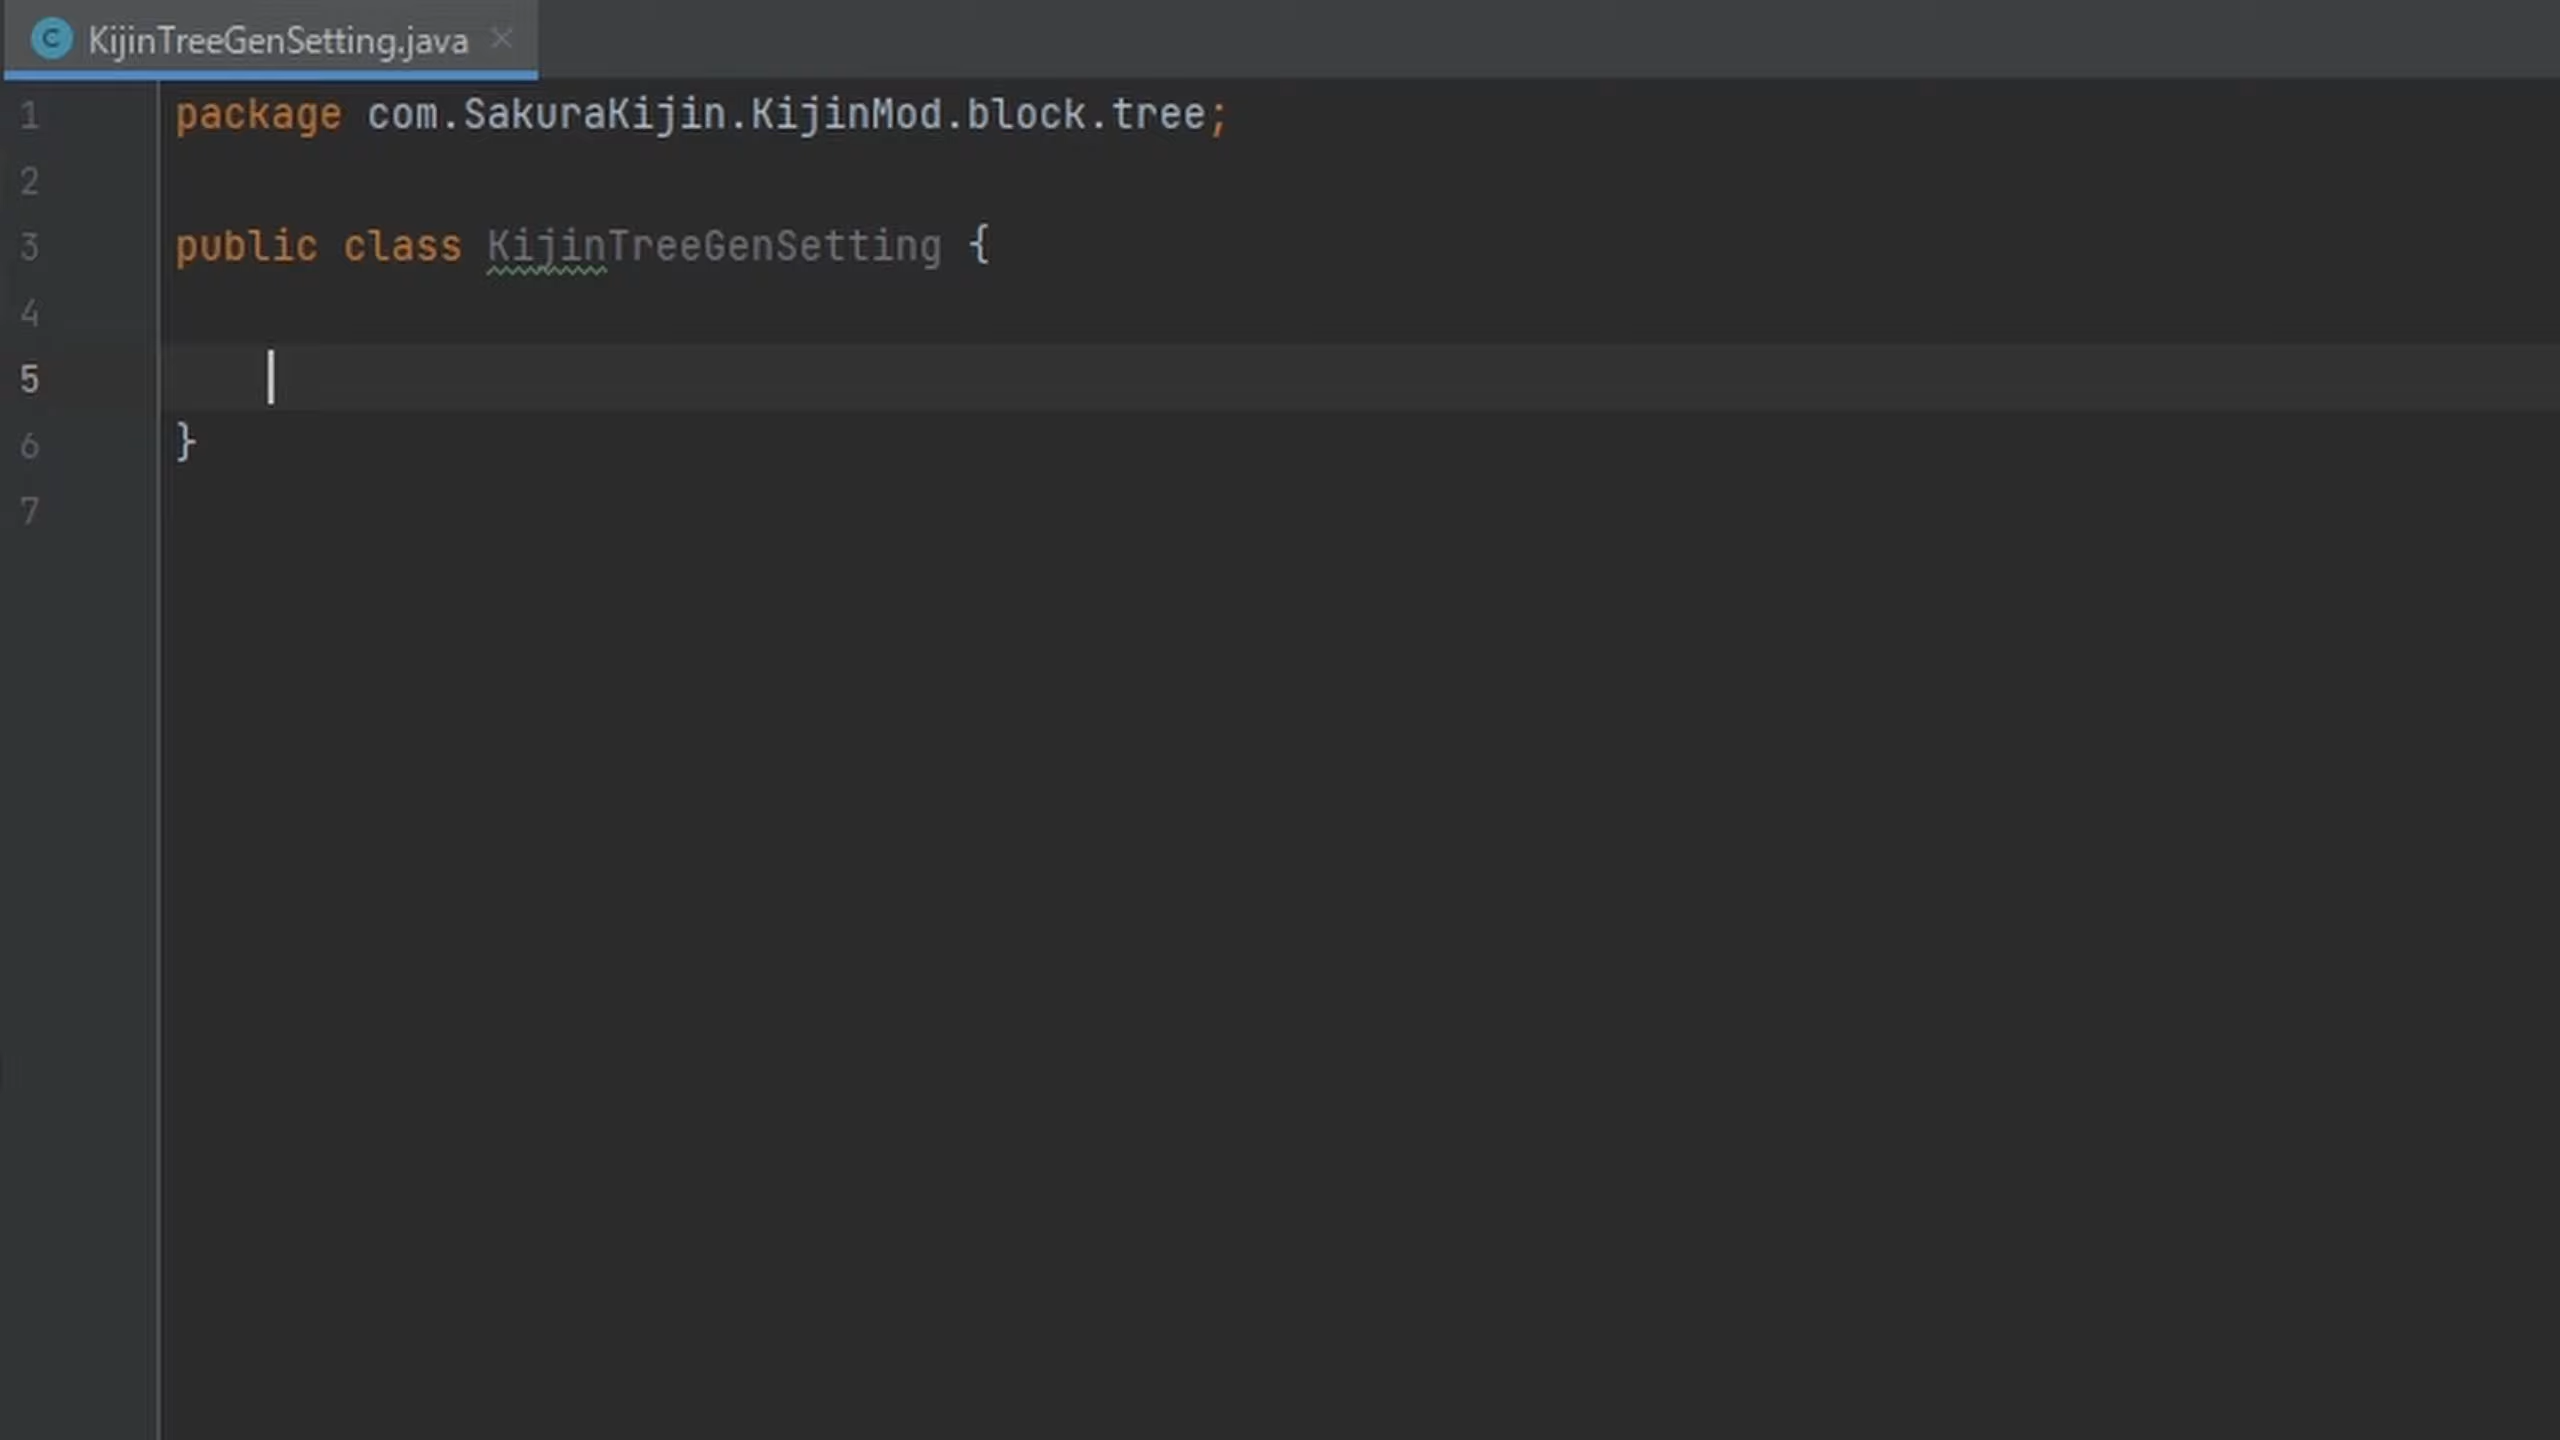 C KijinTreeGenSetting.java ×
1 package com.SakuraKijin.KijinMod.block.tree;
2
3 public class KijinTreeGenSetting {
4
5
6 }
7